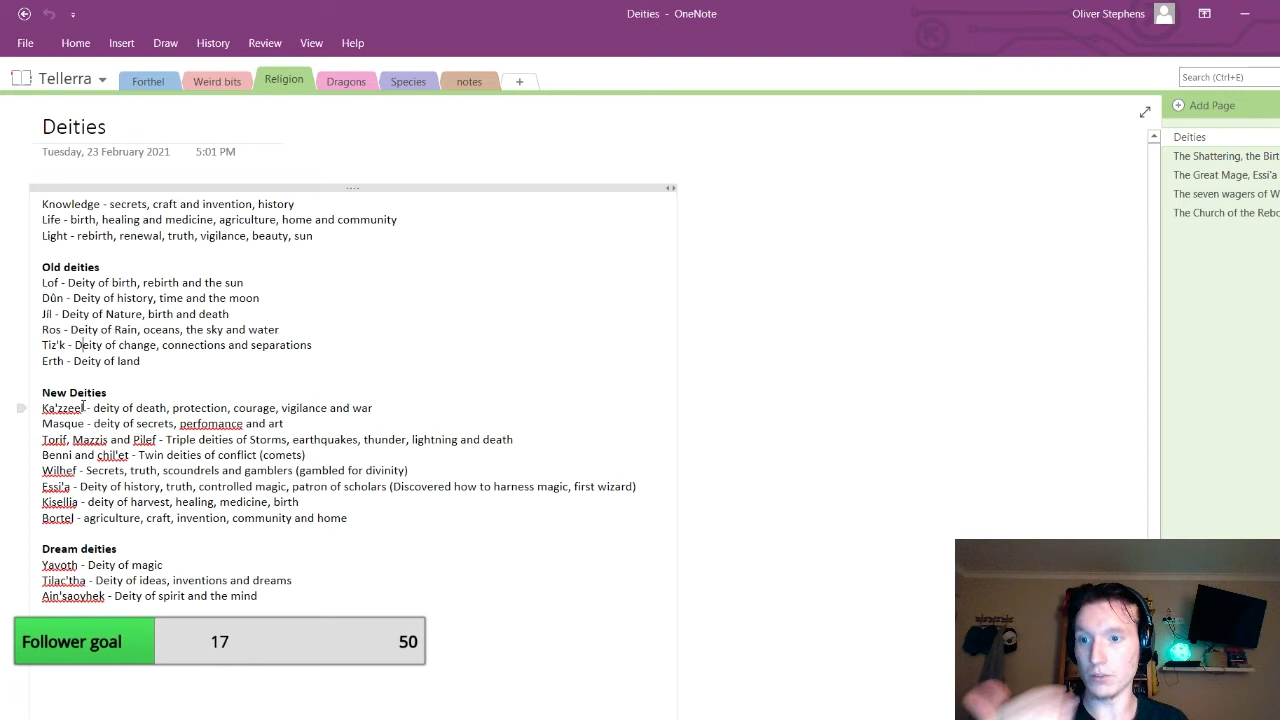 Deities - OneNote
Oliver Stephens
File
Home
Insert
Draw
History
Review
View
Help
Tellerra
Forthel
Weird bits
Religion
Dragons
Species
notes
Search (Ctrl+E)
Add Page
Deities
Tuesday, 23 February 2021
5:01 PM
Deities
The Shattering, the Birt
The Great Mage, Essi'a
The seven wagers of W
The Church of the Rebo
Knowledge - secrets, craft and invention, history
Life - birth, healing and medicine, agriculture, home and community
Light - rebirth, renewal, truth, vigilance, beauty, sun
Old deities
Lof - Deity of birth, rebirth and the sun
Dûn - Deity of history, time and the moon
Jíl - Deity of Nature, birth and death
Ros - Deity of Rain, oceans, the sky and water
Tiz'k - Deity of change, connections and separations
Erth - Deity of land
New Deities
Ka'zzeel - deity of death, protection, courage, vigilance and war
Masque - deity of secrets, perfomance and art
Torif, Mazzis and Pilef - Triple deities of Storms, earthquakes, thunder, lightning and death
Benni and chil'et - Twin deities of conflict (comets)
Wilhef - Secrets, truth, scoundrels and gamblers (gambled for divinity)
Essi'a - Deity of history, truth, controlled magic, patron of scholars (Discovered how to harness magic, first wizard)
Kisellia - deity of harvest, healing, medicine, birth
Bortel - agriculture, craft, invention, community and home
Dream deities
Yavoth - Deity of magic
Tilac'tha - Deity of ideas, inventions and dreams
Ain'saovhek - Deity of spirit and the mind
Follower goal 17 50